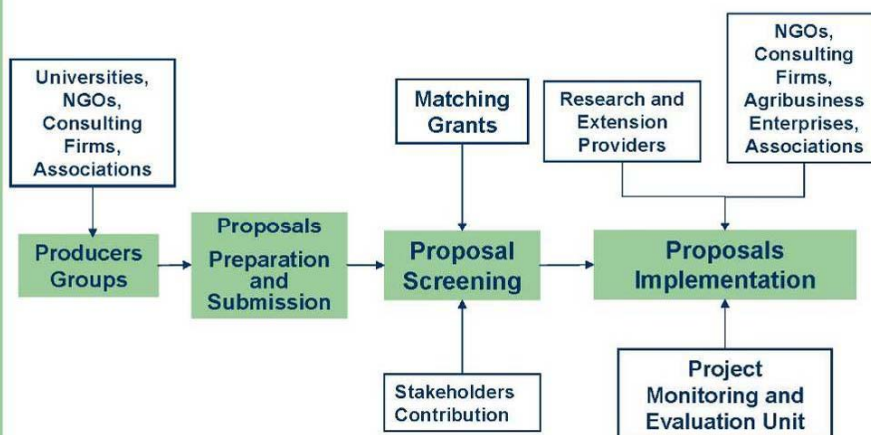 Universities,
NGOs,
Consulting
Firms,
Associations
Matching
Grants
Research and
Extension
Providers
NGOs,
Consulting
Firms,
Agribusiness
Enterprises,
Associations
Producers
Groups
Proposals
Preparation
and
Submission
Proposal
Screening
Proposals
Implementation
Stakeholders
Contribution
Project
Monitoring and
Evaluation Unit